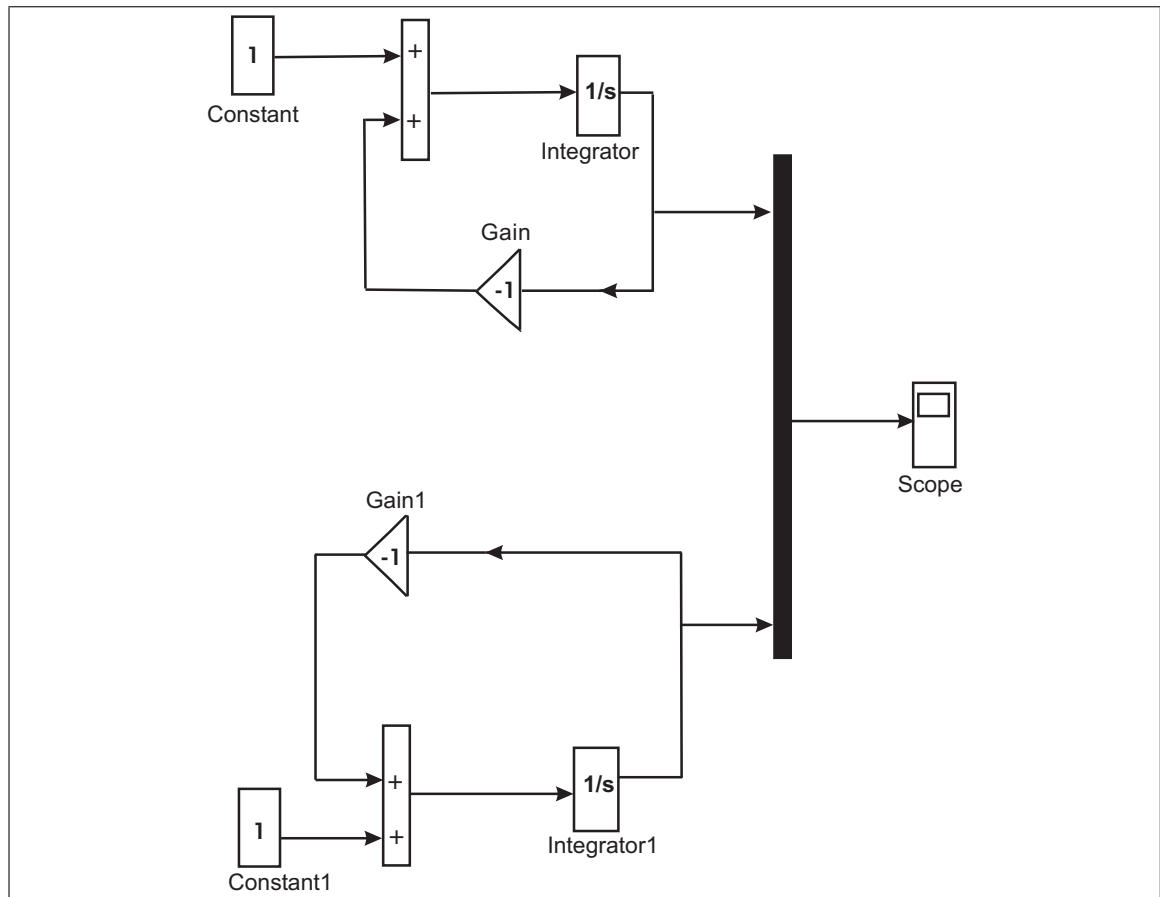 1
+
Constant
+
1/s
Integrator
Gain
-1
Scope
Gain1
-1
+
1/s
1
+
Integrator1
Constant1